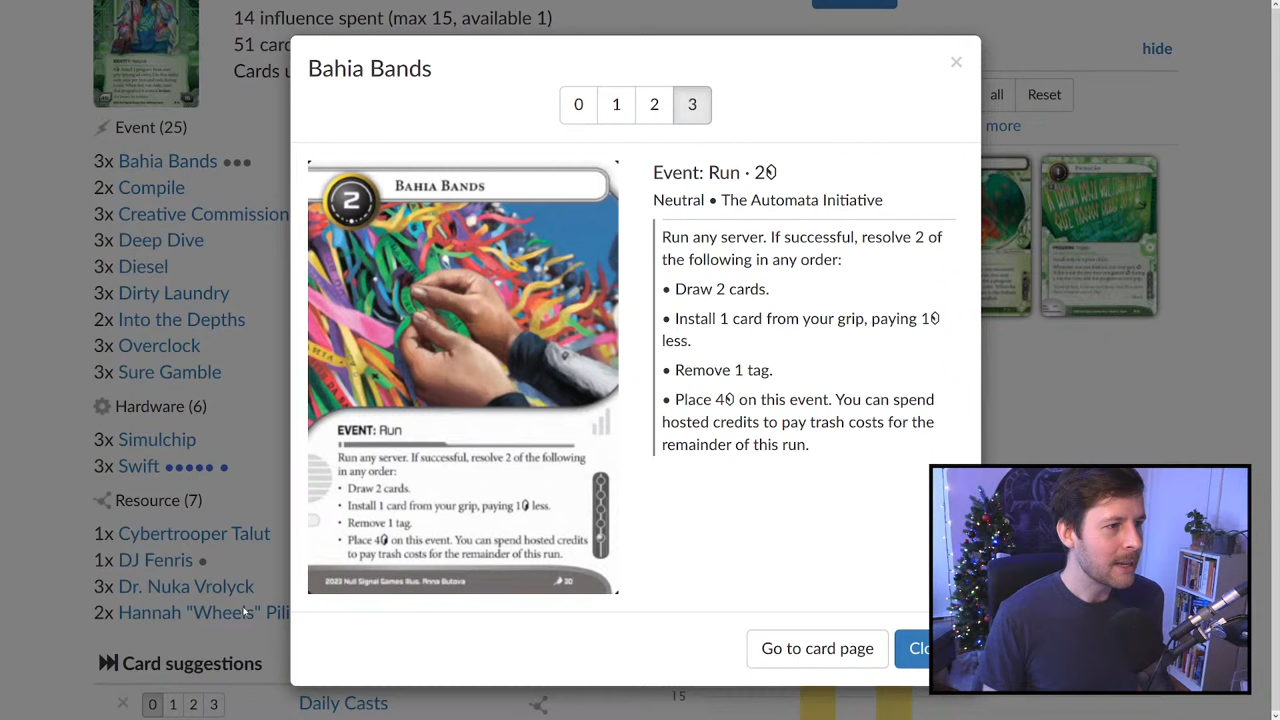 14 influence spent (max 15, available 1)
51 car
Cards u
hide
all
Reset
more
Event (25)
3x Bahia Bands ●●●
2x Compile
3x Creative Commission
3x Deep Dive
3x Diesel
3x Dirty Laundry
2x Into the Depths
3x Overclock
3x Sure Gamble
Hardware (6)
3x Simulchip
3x Swift ●●●●● ●
Resource (7)
1x Cybertrooper Talut
1x DJ Fenris ●
3x Dr. Nuka Vrolyck
2x Hannah "Wheels" Pili
Card suggestions
× 0 1 2 3
Daily Casts
15
Bahia Bands
×
0 1 2 3
2
BAHIA BANDS
EVENT: Run
Run any server. If successful, resolve 2 of the following
in any order:
• Draw 2 cards.
• Install 1 card from your grip, paying 1 less.
• Remove 1 tag.
• Place 4 on this event. You can spend hosted credits
to pay trash costs for the remainder of this run.
2023 Null Signal Games Illus. Anna Butova
30
Event: Run · 2
Neutral • The Automata Initiative
Run any server. If successful, resolve 2 of
the following in any order:
• Draw 2 cards.
• Install 1 card from your grip, paying 1
less.
• Remove 1 tag.
• Place 4 on this event. You can spend
hosted credits to pay trash costs for the
remainder of this run.
Go to card page
Clo